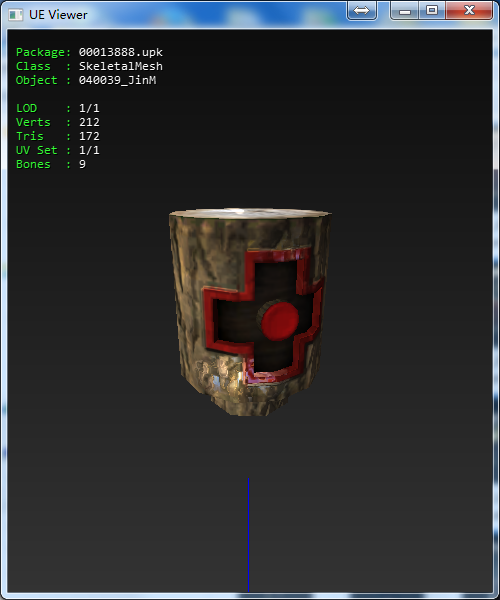 UE Viewer
Package: 00013888.upk
Class : SkeletalMesh
Object : 040039_JinM
LOD : 1/1
Verts : 212
Tris : 172
UV Set : 1/1
Bones : 9